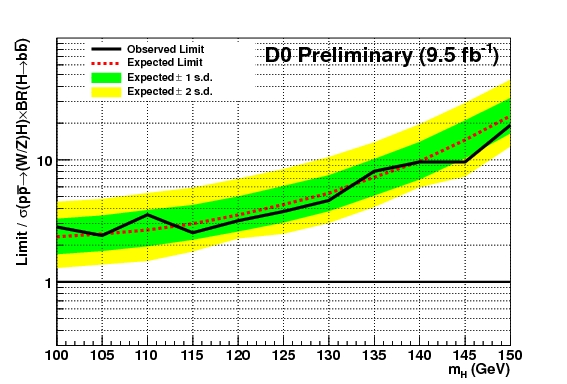 Observed Limit
Expected Limit
Expected ± 1 s.d.
Expected ± 2 s.d.
D0 Preliminary (9.5 fb⁻¹)
Limit / σ(pp̅→(W/Z)H)×BR(H→bb̅)
10
1
100 105 110 115 120 125 130 135 140 145 150
m_H (GeV)